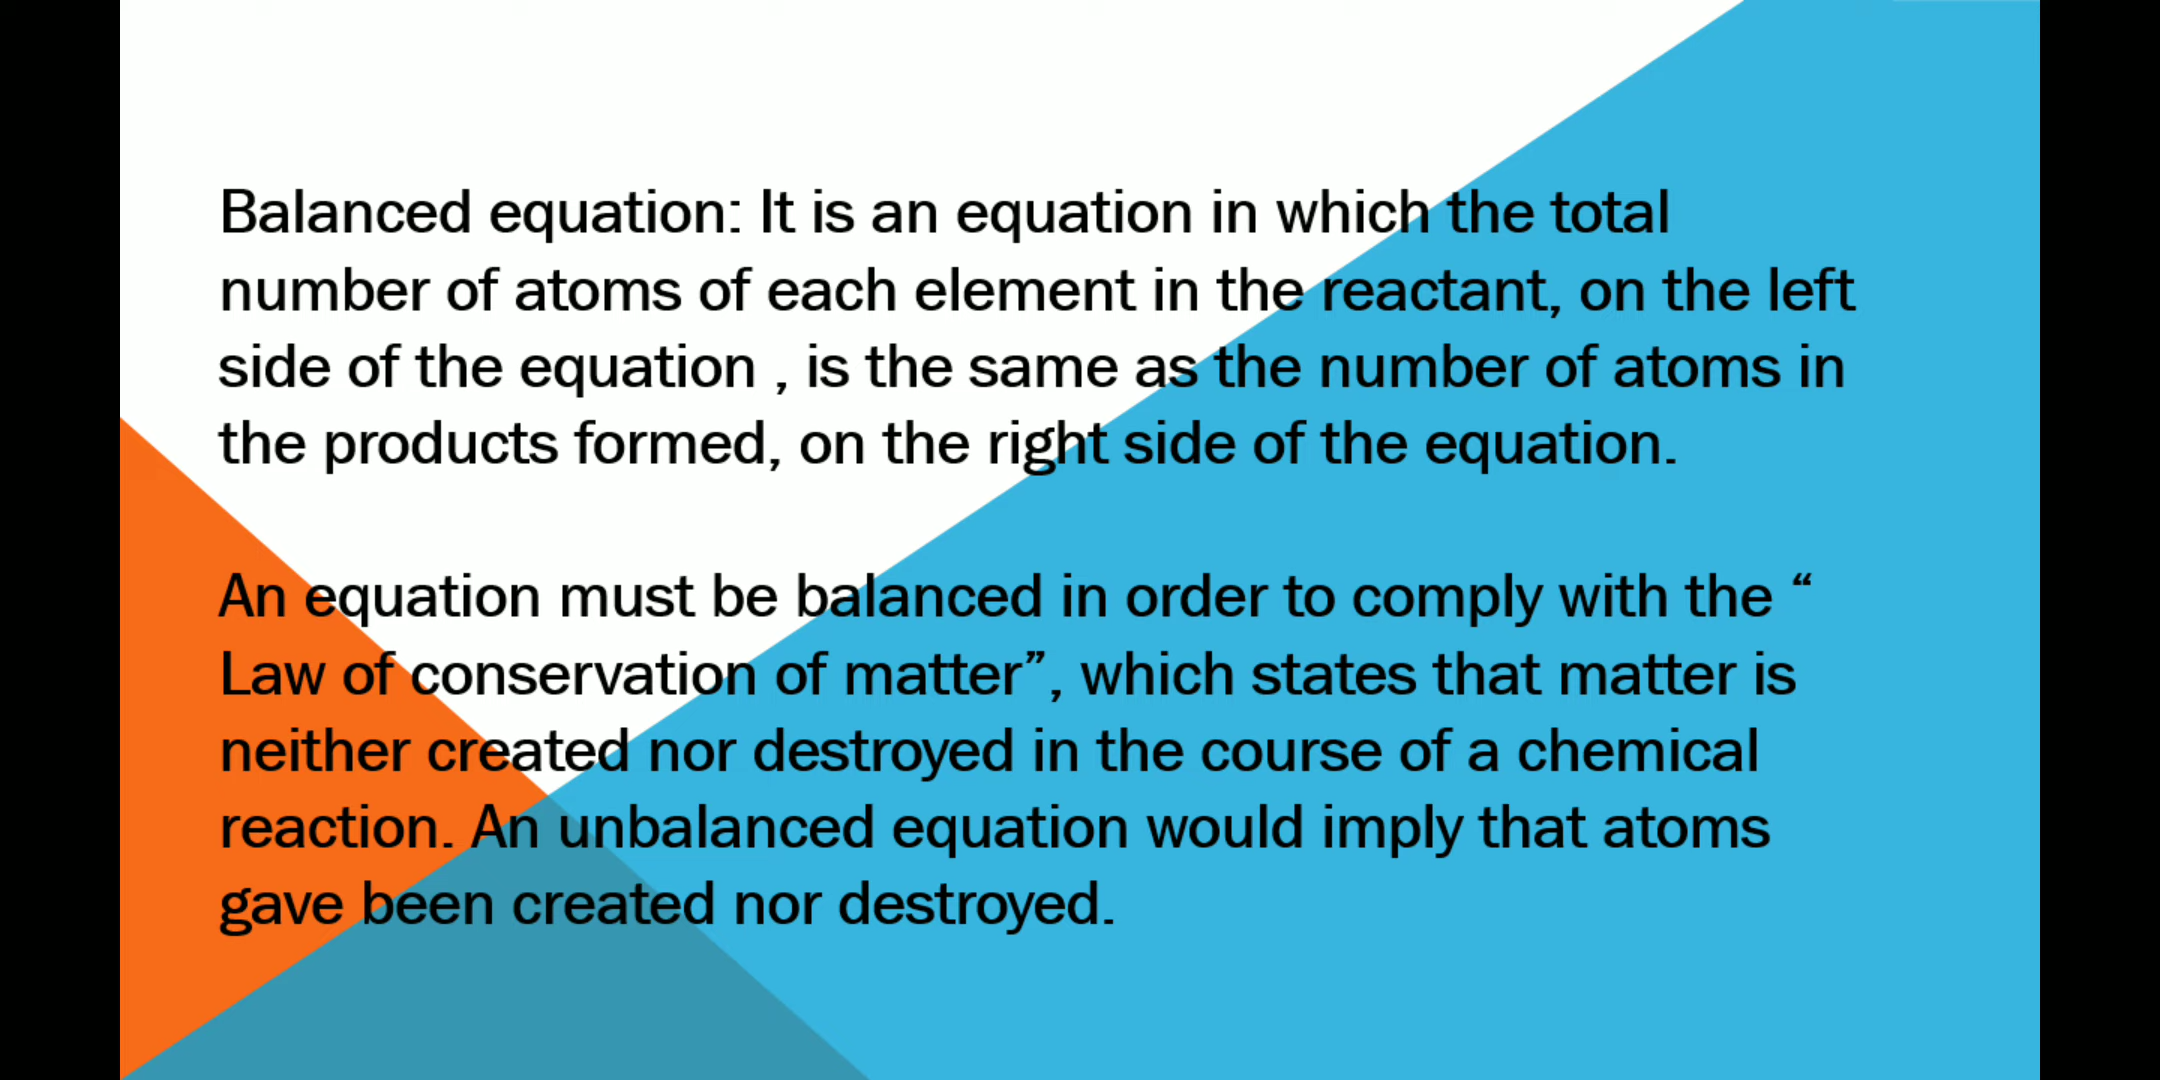 Balanced equation: It is an equation in which the total
number of atoms of each element in the reactant, on the left
side of the equation , is the same as the number of atoms in
the products formed, on the right side of the equation.
An equation must be balanced in order to comply with the “
Law of conservation of matter”, which states that matter is
neither created nor destroyed in the course of a chemical
reaction. An unbalanced equation would imply that atoms
gave been created nor destroyed.